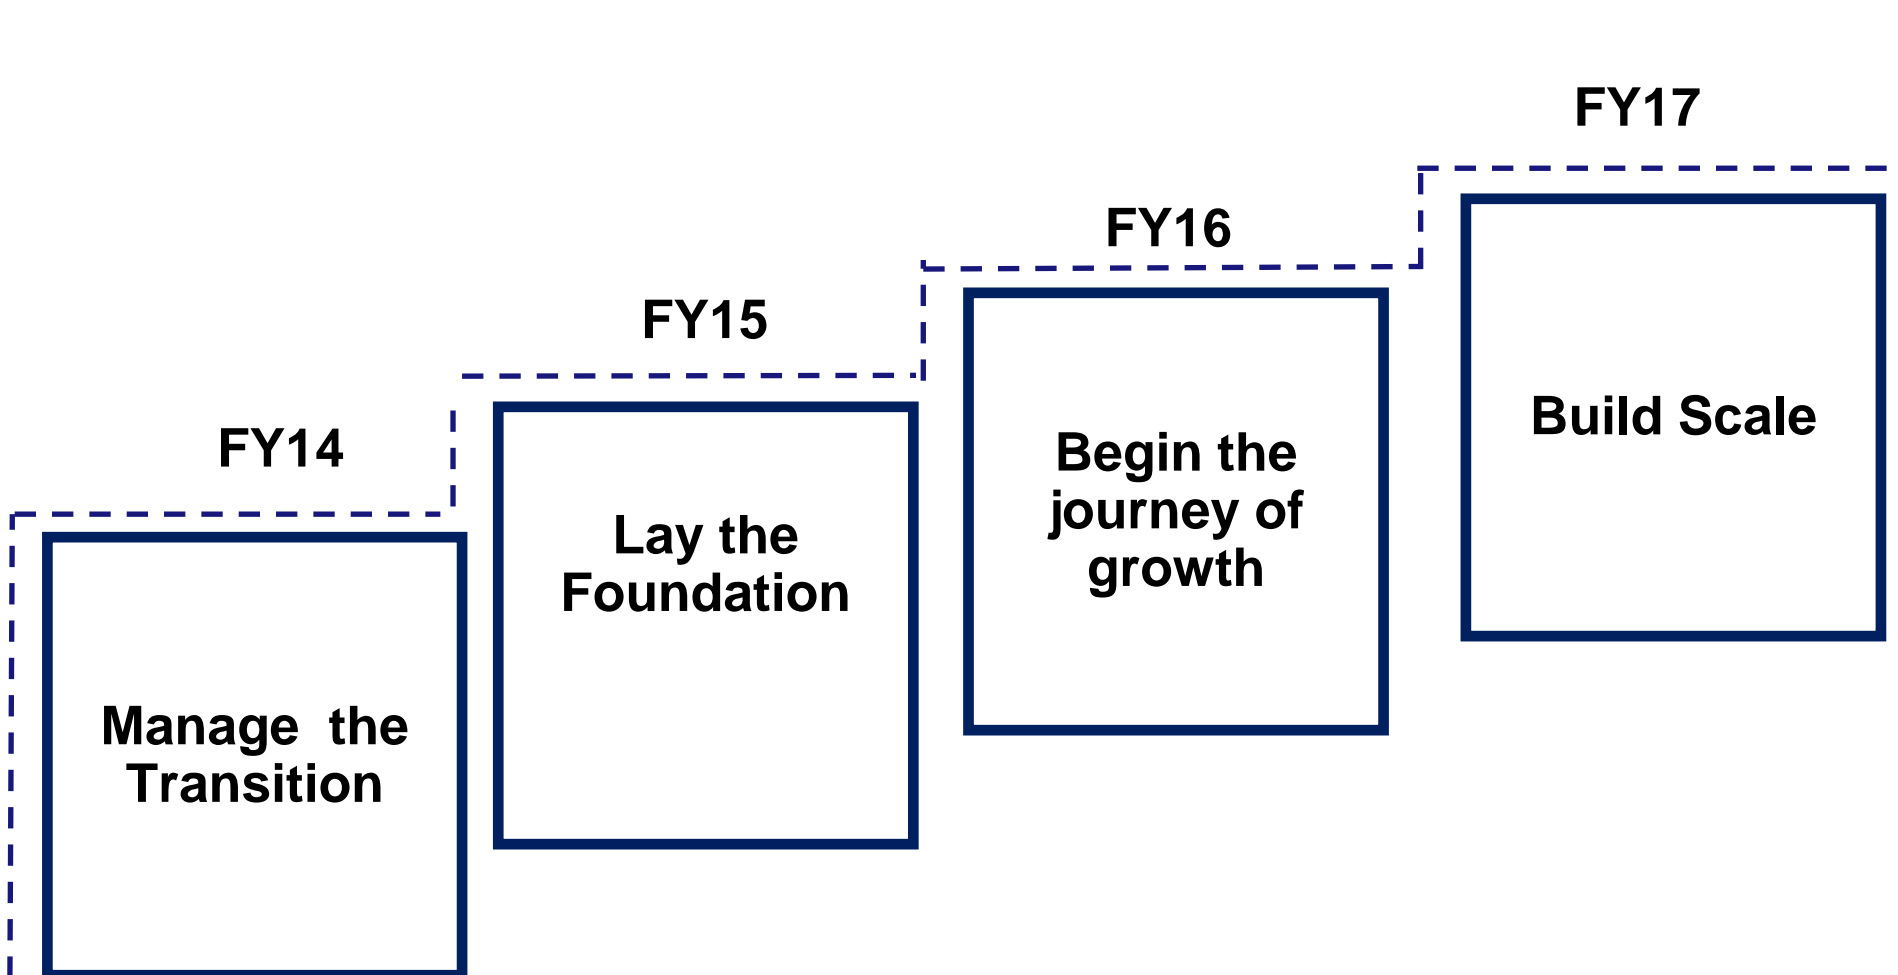 FY14
Manage the
Transition
FY15
Lay the
Foundation
FY16
Begin the
journey of
growth
FY17
Build Scale